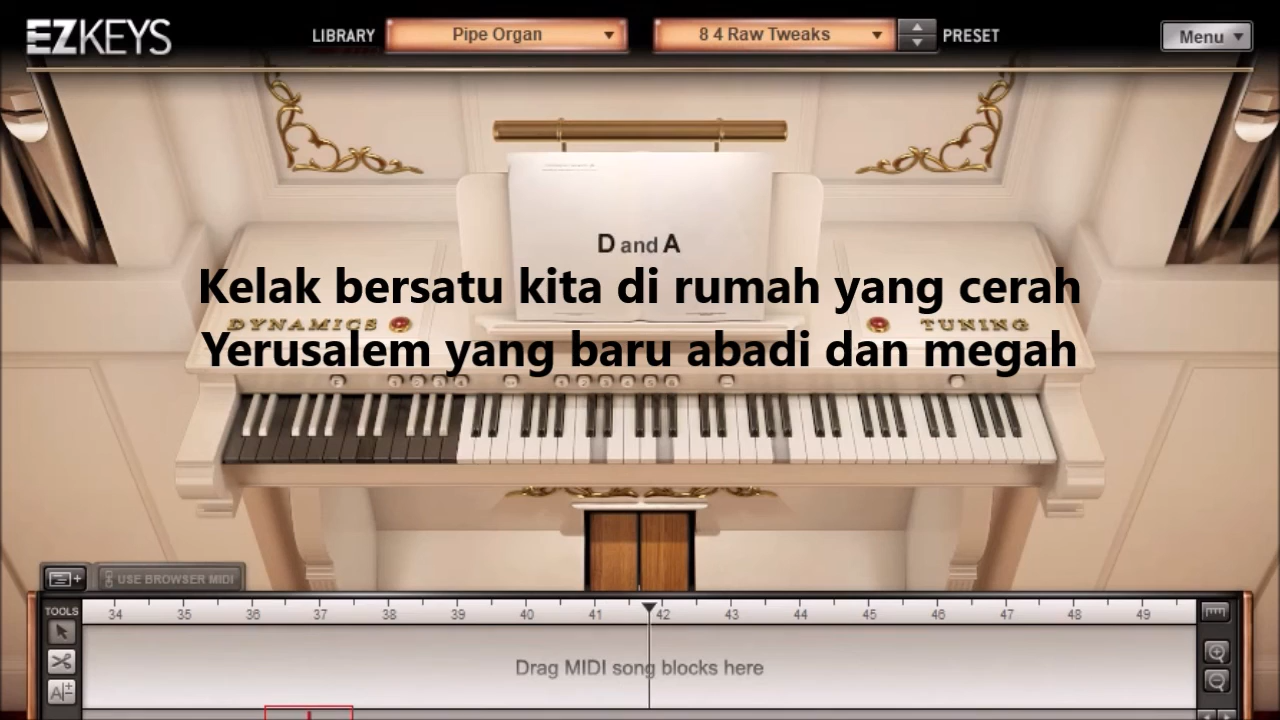 EZKEYS
LIBRARY
Pipe Organ
8 4 Raw Tweaks
PRESET
Menu
D and A
Kelak bersatu kita di rumah yang cerah
DYNAMICS
TUNING
Yerusalem yang baru abadi dan megah
USE BROWSER MIDI
TOOLS
34 35 36 37 38 39 40 41 42 43 44 45 46 47 48 49
Drag MIDI song blocks here